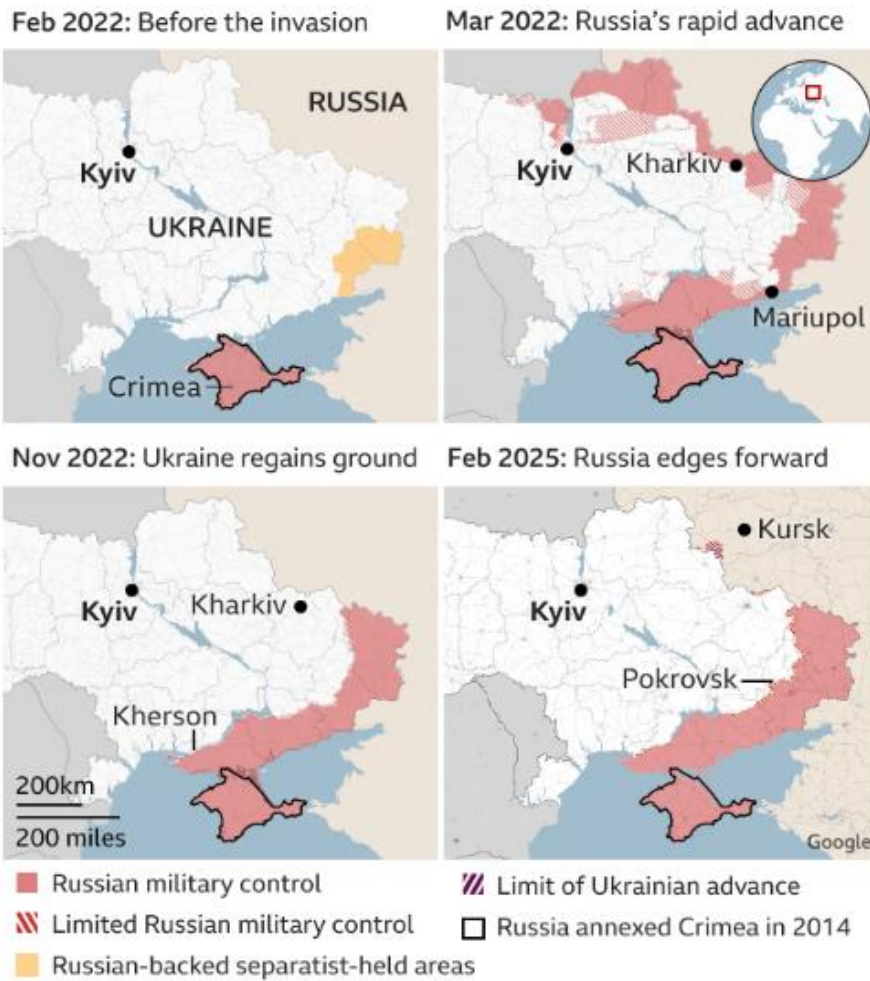 Feb 2022: Before the invasion
RUSSIA
Kyiv
UKRAINE
Crimea
Mar 2022: Russia's rapid advance
Kyiv
Kharkiv
Mariupol
Nov 2022: Ukraine regains ground
Kyiv
Kharkiv
Kherson
200km
200 miles
Feb 2025: Russia edges forward
Kursk
Kyiv
Pokrovsk
Google
Russian military control
Limited Russian military control
Russian-backed separatist-held areas
Limit of Ukrainian advance
Russia annexed Crimea in 2014